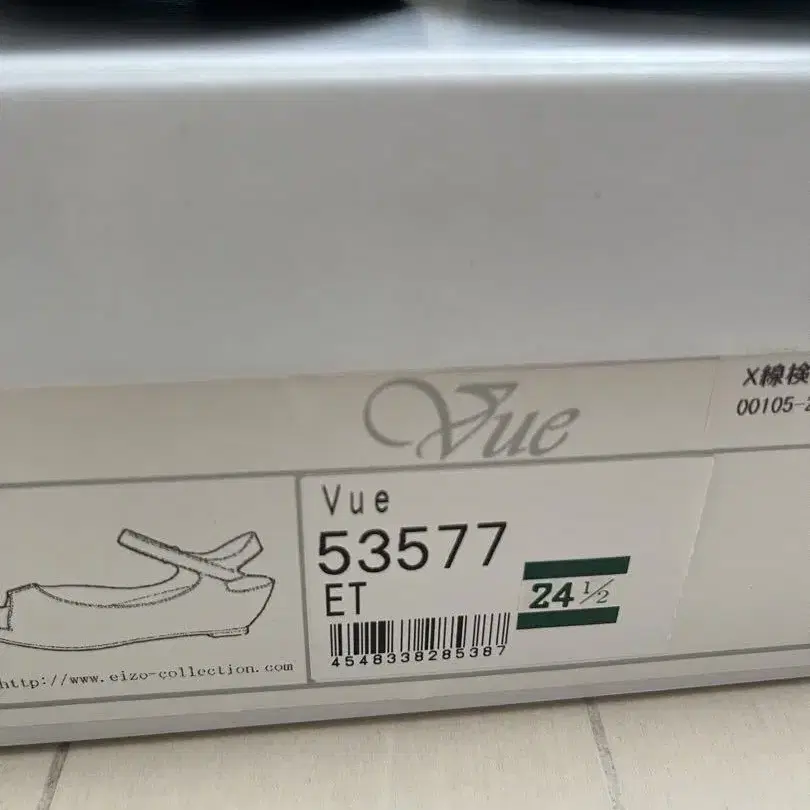 Vue
X線検
00105-2
Vue
53577
ET
24 1/2
4548338285387
http://www.eizo-collection.com